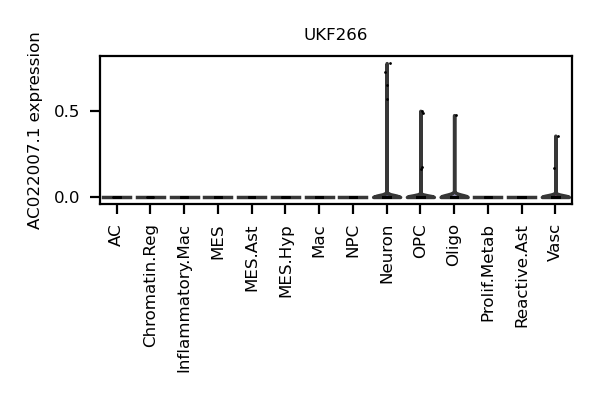 UKF266
AC022007.1 expression
0.5
0.0
AC
Chromatin.Reg
Inflammatory.Mac
MES
MES.Ast
MES.Hyp
Mac
NPC
Neuron
OPC
Oligo
Prolif.Metab
Reactive.Ast
Vasc